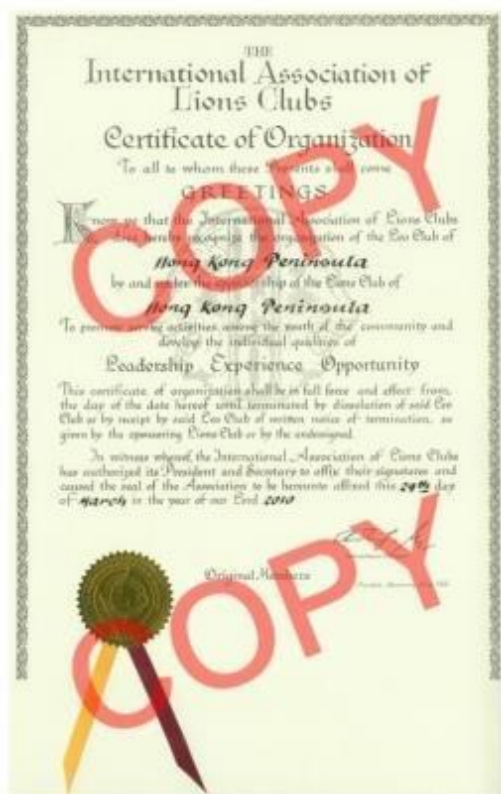 THE
International Association of
Lions Clubs
Certificate of Organization
To all to whom these Presents shall come
GREETINGS
Know ye that the International Association of Lions Clubs
does hereby recognize the organization of the Leo Club of
Hong Kong Peninsula
by and under the sponsorship of the Lions Club of
Hong Kong Peninsula
To promote service activities among the youth of the community and
develop the individual qualities of
Leadership Experience Opportunity
This certificate of organization shall be in full force and effect from
the day of the date hereof until terminated by dissolution of said Leo
Club or by receipt by said Leo Club of written notice of termination, as
given by the sponsoring Lions Club or by the undersigned.
In witness whereof, the International Association of Lions Clubs
has authorized its President and Secretary to affix their signatures and
caused the seal of the Association to be hereunto affixed this 29th day
of March in the year of our Lord 2010
Original Members
COPY
COPY